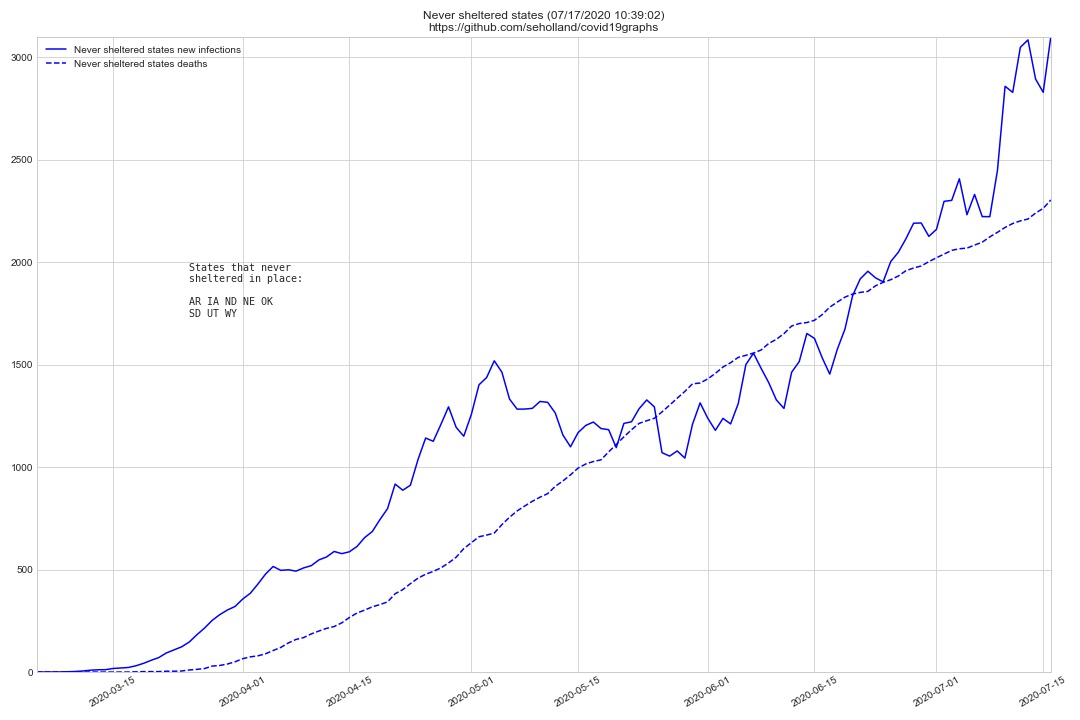 Never sheltered states (07/17/2020 10:39:02)
https://github.com/seholland/covid19graphs
Never sheltered states new infections
Never sheltered states deaths
3000
2500
2000
1500
1000
500
0
States that never
sheltered in place:
AR IA ND NE OK
SD UT WY
2020-03-15
2020-04-01
2020-04-15
2020-05-01
2020-05-15
2020-06-01
2020-06-15
2020-07-01
2020-07-15